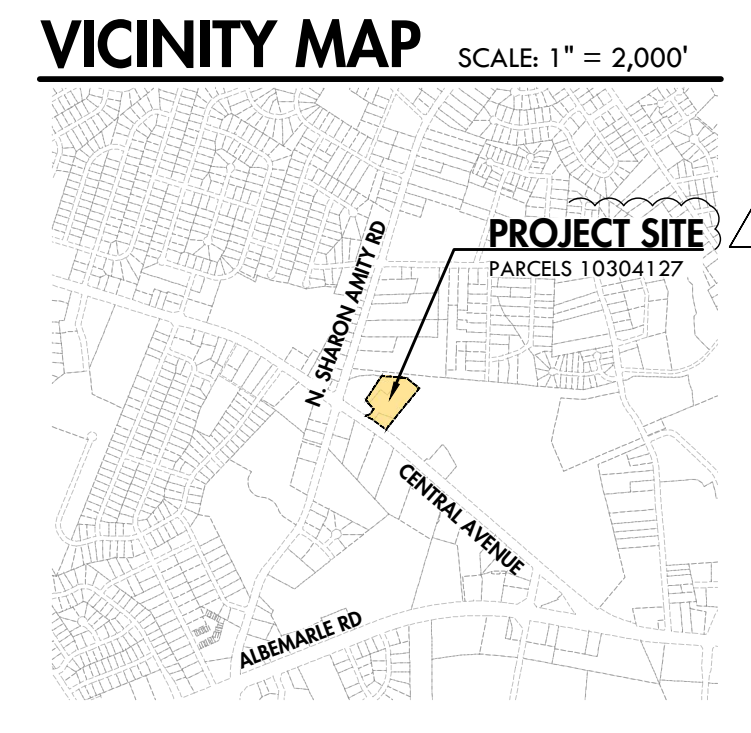 VICINITY MAP SCALE: 1" = 2,000'
PROJECT SITE
PARCELS 10304127
N. SHARON AMITY RD
CENTRAL AVENUE
ALBEMARLE RD